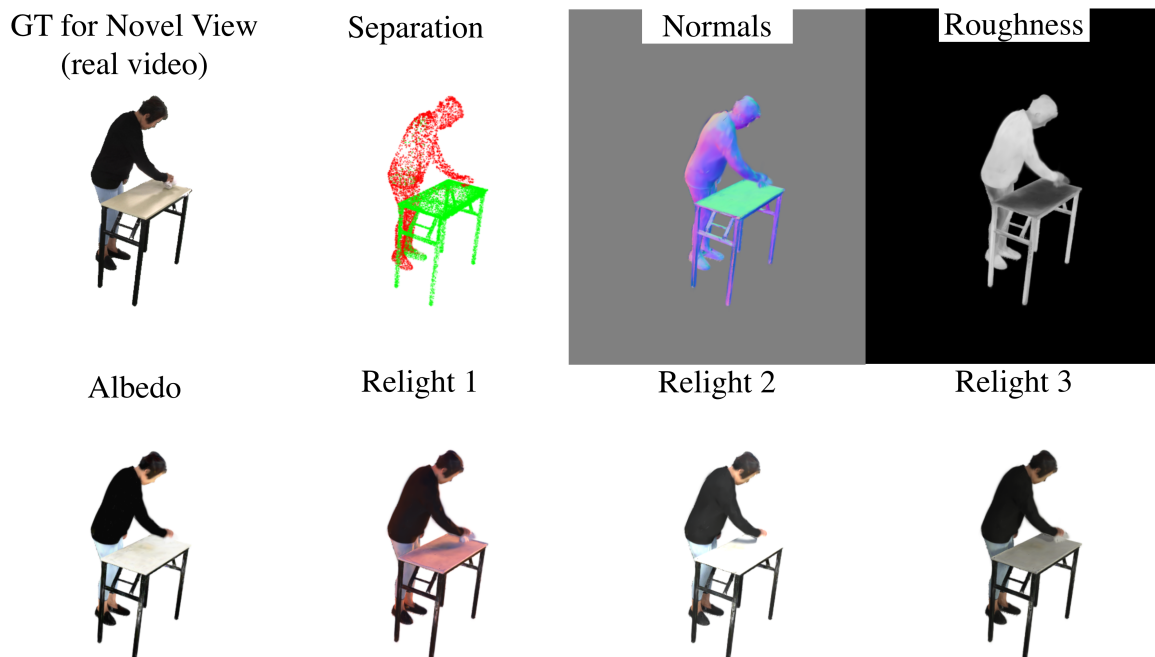 GT for Novel View
(real video)
Separation
Normals
Roughness
Albedo
Relight 1
Relight 2
Relight 3